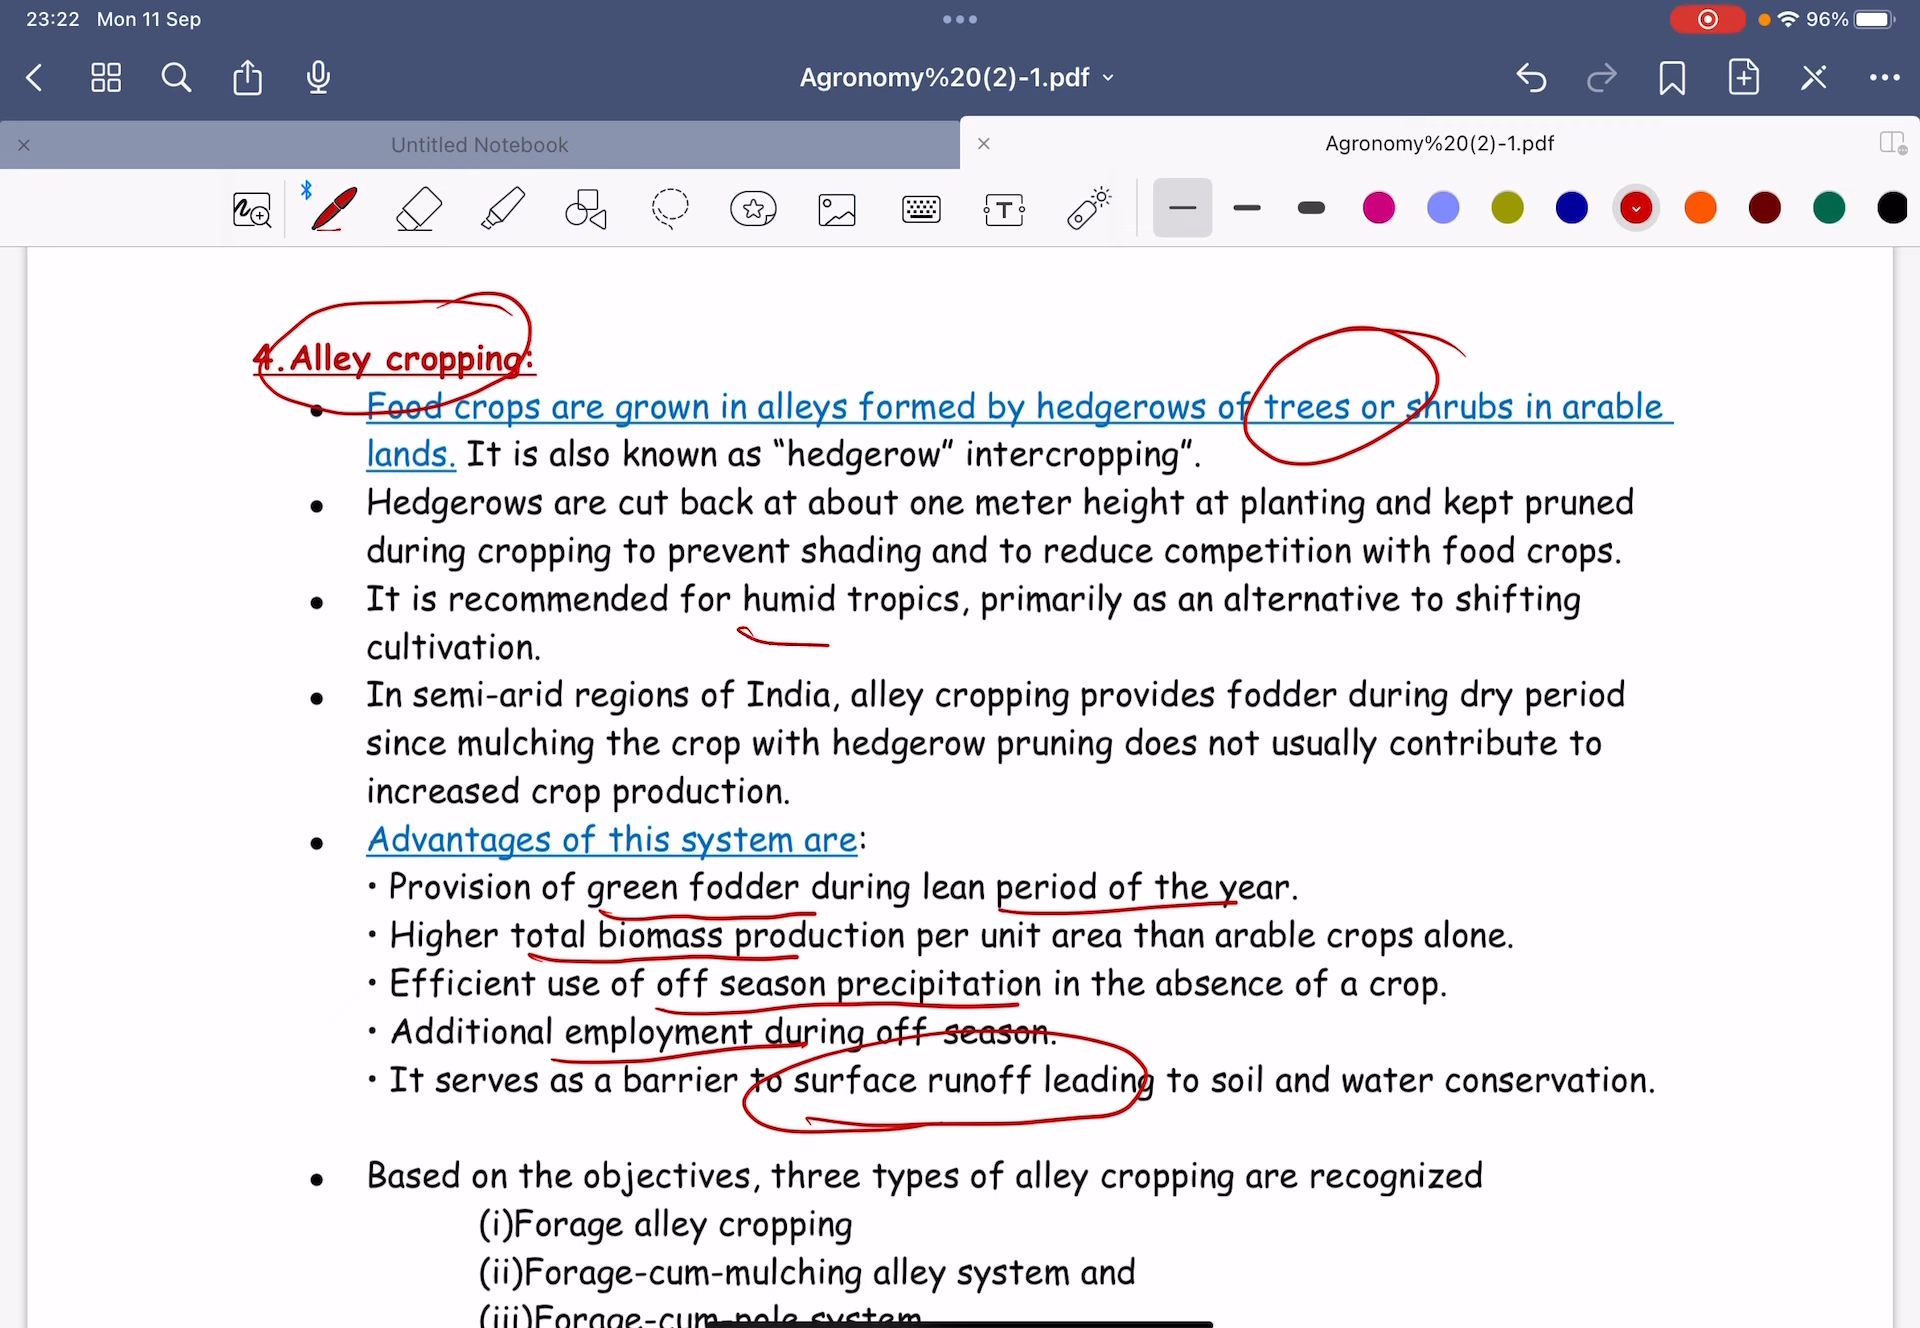 23:22 Mon 11 Sep
96%
Agronomy%20(2)-1.pdf
Untitled Notebook
Agronomy%20(2)-1.pdf
4. Alley cropping:
• Food crops are grown in alleys formed by hedgerows of trees or shrubs in arable
lands. It is also known as “hedgerow” intercropping”.
• Hedgerows are cut back at about one meter height at planting and kept pruned
during cropping to prevent shading and to reduce competition with food crops.
• It is recommended for humid tropics, primarily as an alternative to shifting
cultivation.
• In semi-arid regions of India, alley cropping provides fodder during dry period
since mulching the crop with hedgerow pruning does not usually contribute to
increased crop production.
• Advantages of this system are:
• Provision of green fodder during lean period of the year.
• Higher total biomass production per unit area than arable crops alone.
• Efficient use of off season precipitation in the absence of a crop.
• Additional employment during off season.
• It serves as a barrier to surface runoff leading to soil and water conservation.
• Based on the objectives, three types of alley cropping are recognized
(i)Forage alley cropping
(ii)Forage-cum-mulching alley system and
(iii)Forage-cum-pole system